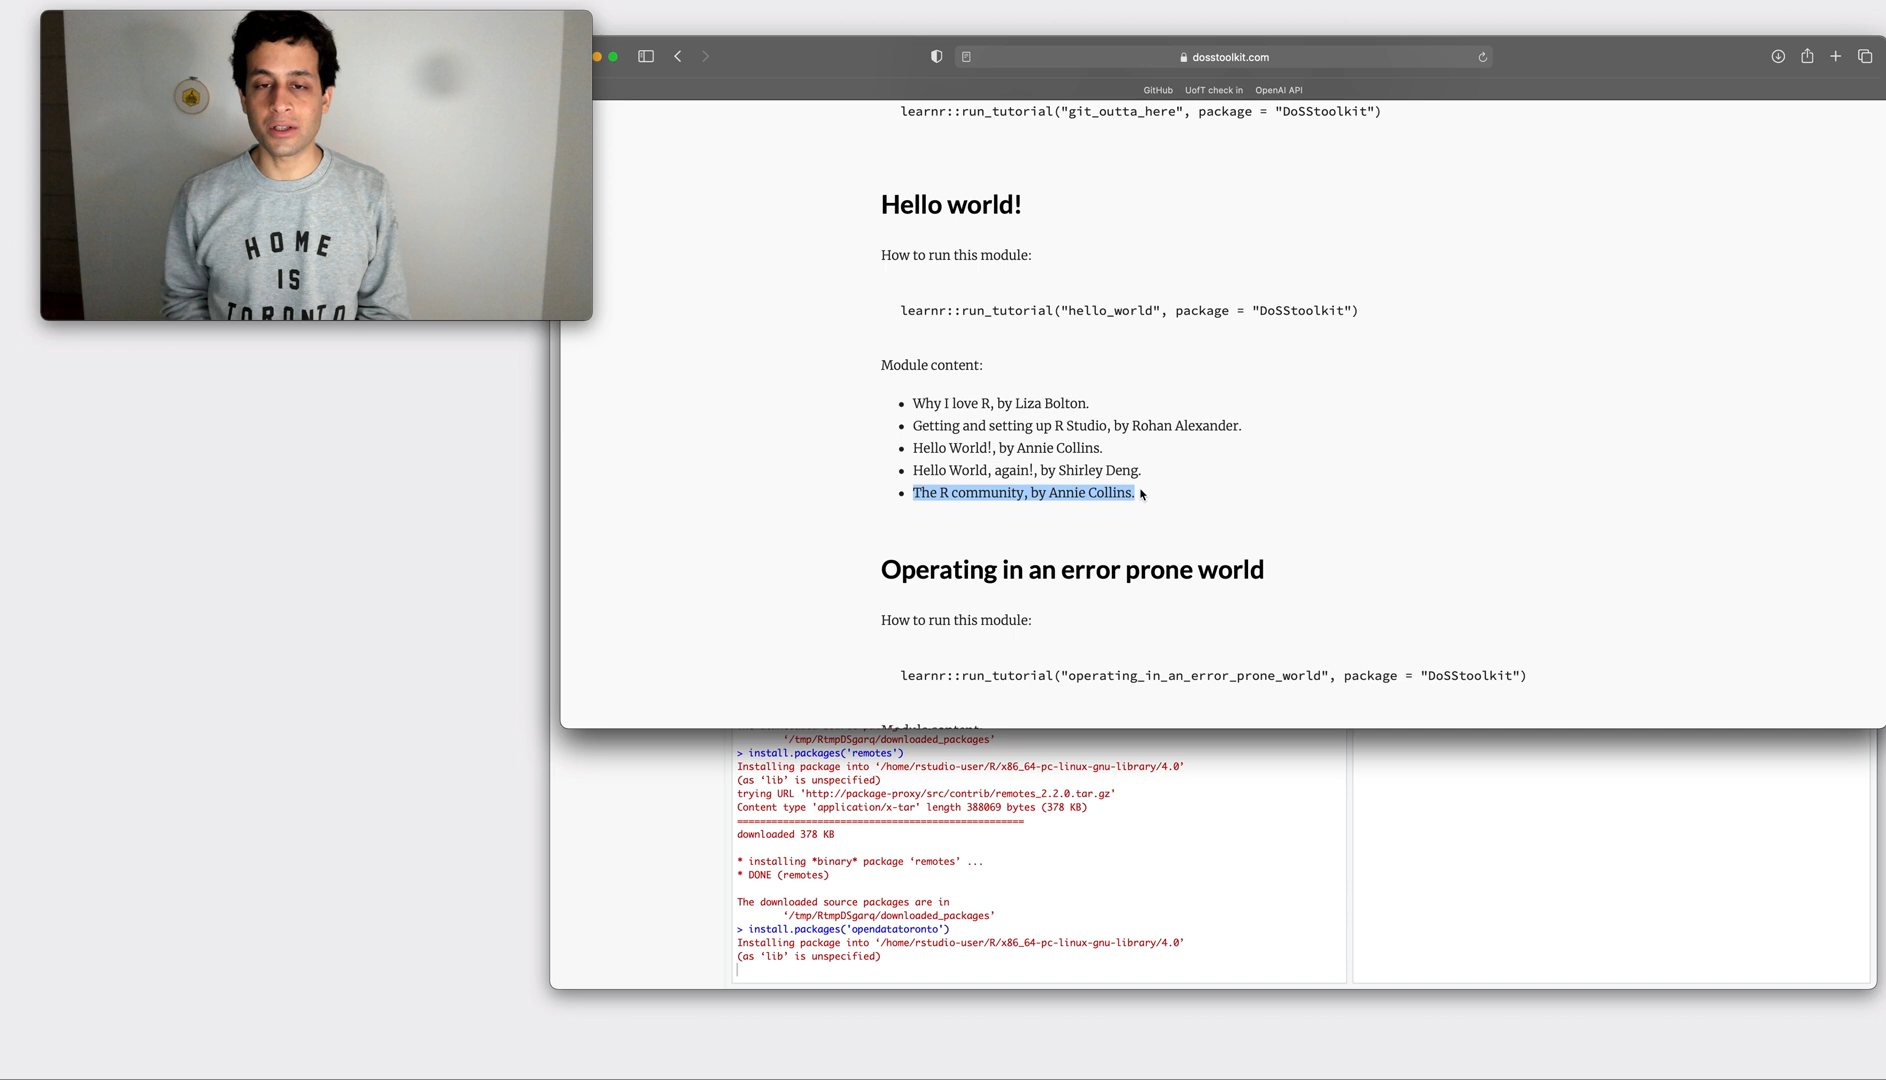 HOME
IS
TORONTO
dosstoolkit.com
GitHub UofT check in OpenAI API
learnr::run_tutorial("git_outta_here", package = "DoSStoolkit")
Hello world!
How to run this module:
learnr::run_tutorial("hello_world", package = "DoSStoolkit")
Module content:
• Why I love R, by Liza Bolton.
• Getting and setting up R Studio, by Rohan Alexander.
• Hello World!, by Annie Collins.
• Hello World, again!, by Shirley Deng.
• The R community, by Annie Collins.
Operating in an error prone world
How to run this module:
learnr::run_tutorial("operating_in_an_error_prone_world", package = "DoSStoolkit")
Module content:
‘/tmp/RtmpDSgarq/downloaded_packages’
> install.packages('remotes')
Installing package into ‘/home/rstudio-user/R/x86_64-pc-linux-gnu-library/4.0’
(as ‘lib’ is unspecified)
trying URL 'http://package-proxy/src/contrib/remotes_2.2.0.tar.gz'
Content type 'application/x-tar' length 388069 bytes (378 KB)
==================================================
downloaded 378 KB
* installing *binary* package ‘remotes’ ...
* DONE (remotes)
The downloaded source packages are in
‘/tmp/RtmpDSgarq/downloaded_packages’
> install.packages('opendatatoronto')
Installing package into ‘/home/rstudio-user/R/x86_64-pc-linux-gnu-library/4.0’
(as ‘lib’ is unspecified)